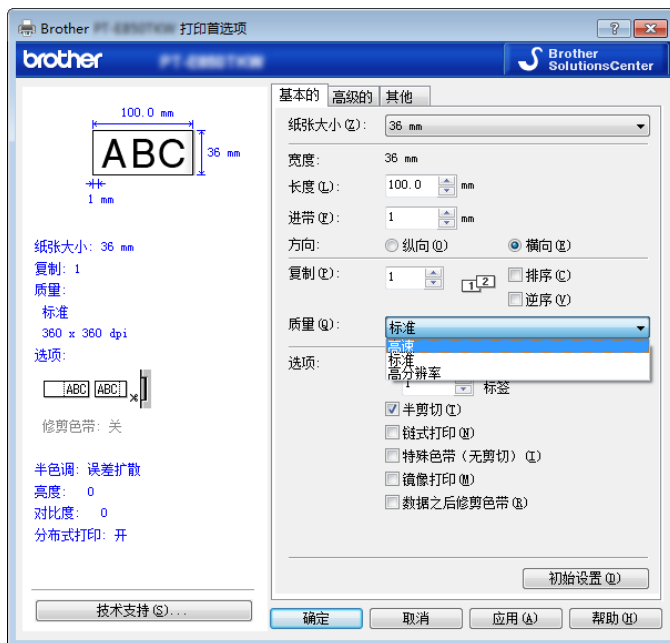 Brother 打印首选项
brother
Brother
SolutionsCenter
100.0 mm
ABC
36 mm
1 mm
纸张大小: 36 mm
复制: 1
质量:
标准
360 x 360 dpi
选项:
ABC ABC
修剪色带: 关
半色调: 误差扩散
亮度: 0
对比度: 0
分布式打印: 开
技术支持(S)...
基本的 高级的 其他
纸张大小(Z): 36 mm
宽度: 36 mm
长度(L): 100.0 mm
进带(F): 1 mm
方向: 纵向(O) 横向(E)
复制(P): 1 1 2 排序(C)
逆序(V)
质量(Q): 标准
高速
标准
高分辨率
选项:
1 标签
半剪切(T)
链式打印(N)
特殊色带(无剪切)(I)
镜像打印(M)
数据之后修剪色带(R)
初始设置(D)
确定 取消 应用(A) 帮助(H)